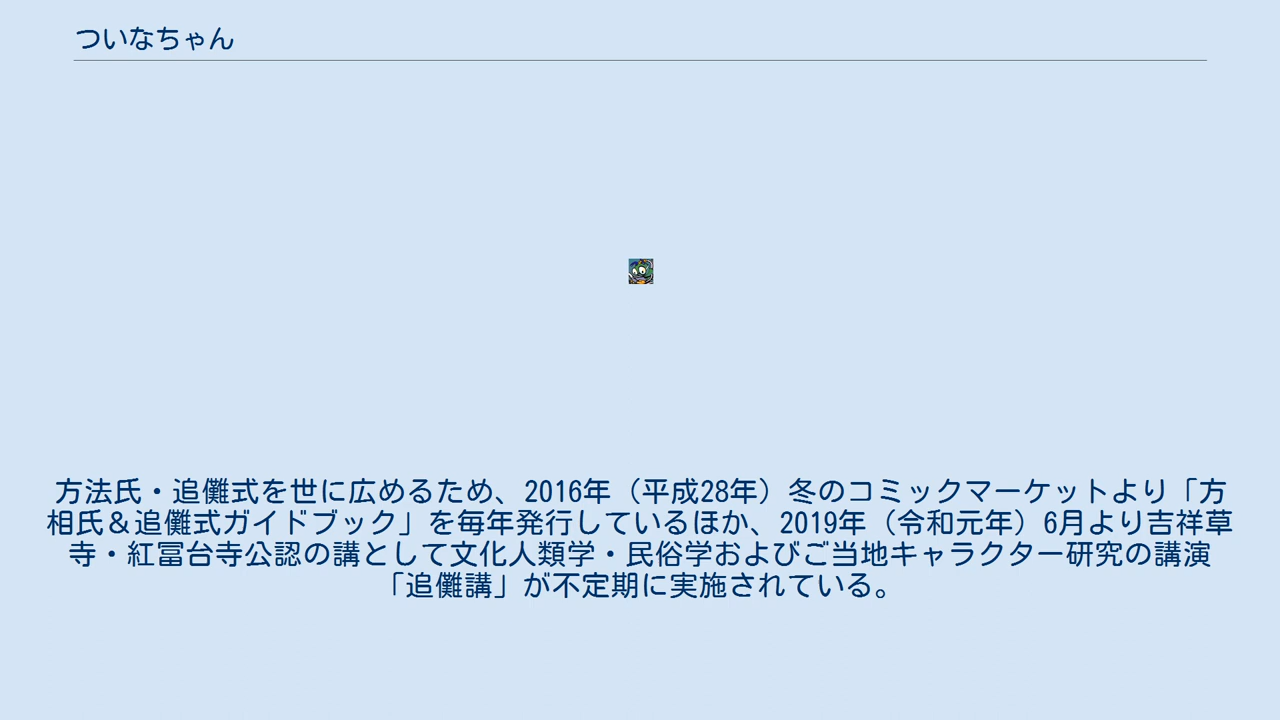 ついなちゃん
方法氏・追儺式を世に広めるため、2016年（平成28年）冬のコミックマーケットより「方
相氏＆追儺式ガイドブック」を毎年発行しているほか、2019年（令和元年）6月より吉祥草
寺・紅冨台寺公認の講として文化人類学・民俗学およびご当地キャラクター研究の講演
「追儺講」が不定期に実施されている。